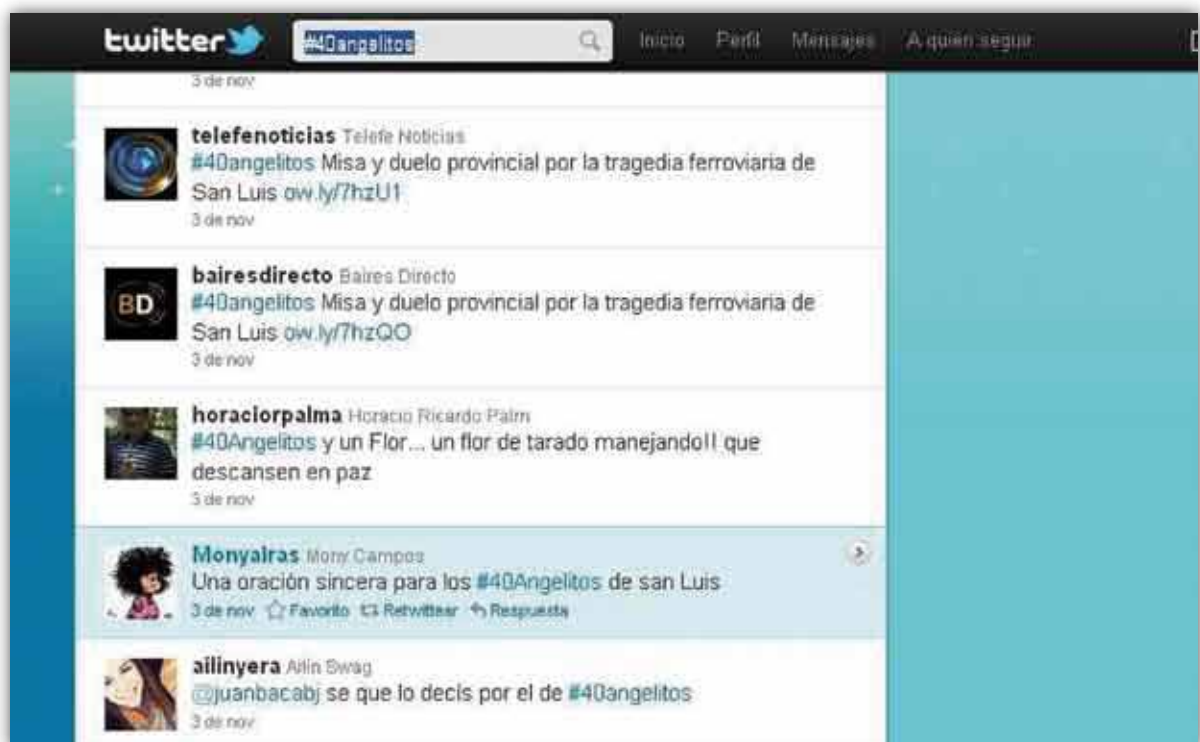 twitter #40angelitos Inicio Perfil Mensajes A quién seguir
3 de nov
telefenoticias Telefe Noticias
#40angelitos Misa y duelo provincial por la tragedia ferroviaria de
San Luis ow.ly/7hzU1
3 de nov
BD
bairesdirecto Baires Directo
#40angelitos Misa y duelo provincial por la tragedia ferroviaria de
San Luis ow.ly/7hzQO
3 de nov
horaciorpalma Horacio Ricardo Palm
#40Angelitos y un Flor... un flor de tarado manejando!! que
descansen en paz
3 de nov
Monyalras Mony Campos
Una oración sincera para los #40Angelitos de san Luis
3 de nov Favorito Retwittear Respuesta
ailinyera Ailin Swag
@juanbacabj se que lo decis por el de #40angelitos
3 de nov